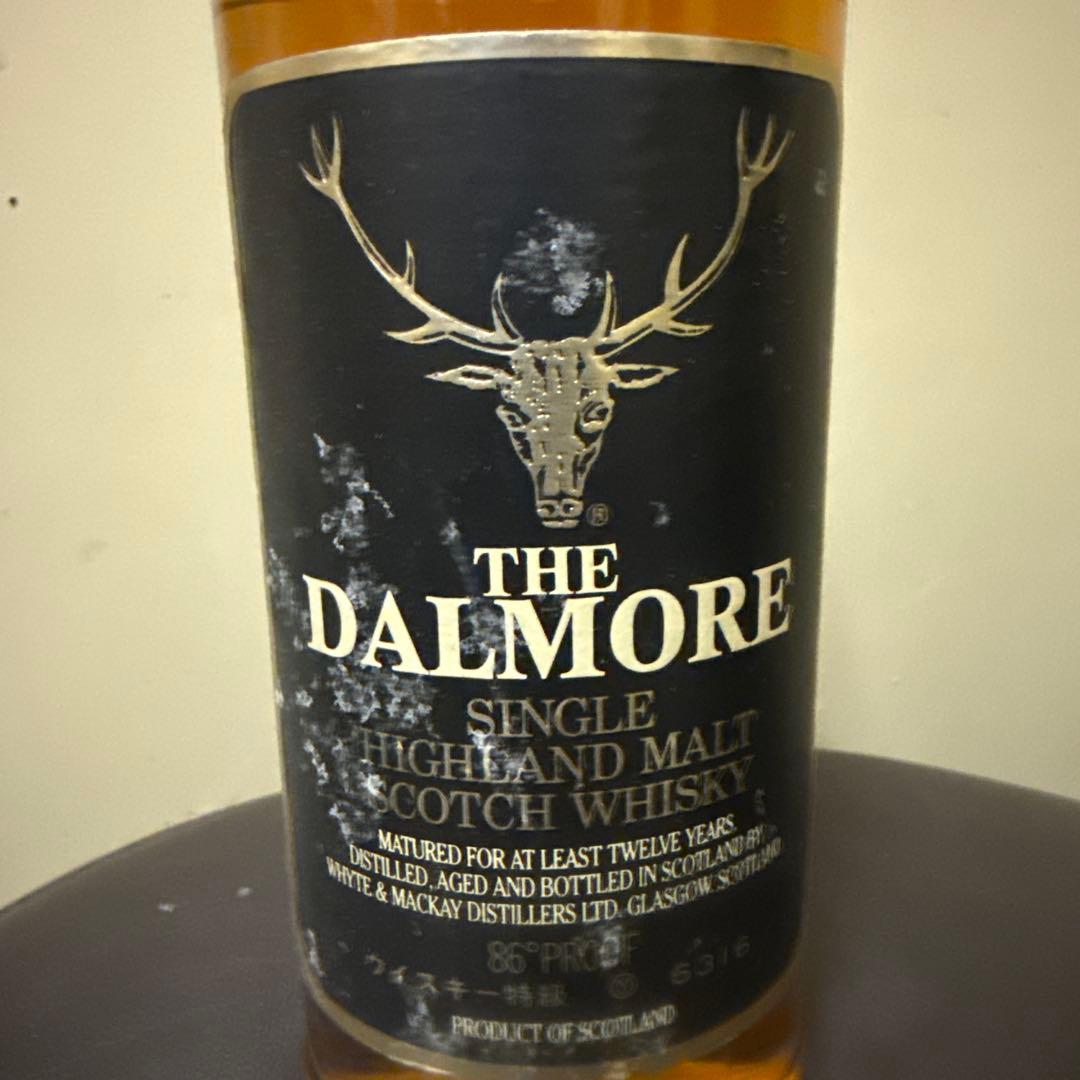 THE
DALMORE
SINGLE
HIGHLAND MALT
SCOTCH WHISKY
MATURED FOR AT LEAST TWELVE YEARS.
DISTILLED, AGED AND BOTTLED IN SCOTLAND BY
WHYTE & MACKAY DISTILLERS LTD. GLASGOW, SCOTLAND
86° PROOF
ウイスキー特級 6316
PRODUCT OF SCOTLAND